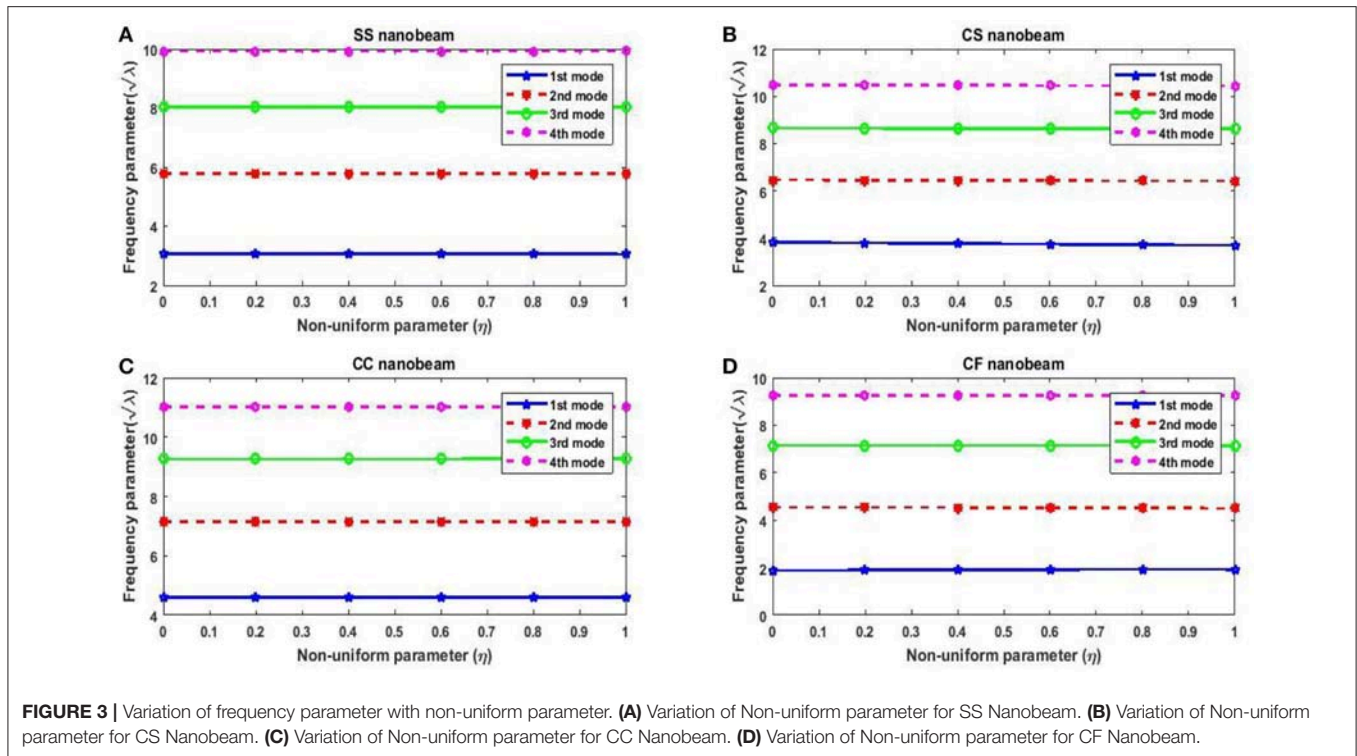 A
SS nanobeam
Frequency parameter(√λ)
10
8
6
4
2
1st mode
2nd mode
3rd mode
4th mode
0 0.1 0.2 0.3 0.4 0.5 0.6 0.7 0.8 0.9 1
Non-uniform parameter (η)
B
CS nanobeam
Frequency parameter(√λ)
12
10
8
6
4
2
1st mode
2nd mode
3rd mode
4th mode
0 0.1 0.2 0.3 0.4 0.5 0.6 0.7 0.8 0.9 1
Non-uniform parameter (η)
C
CC nanobeam
Frequency parameter(√λ)
12
10
8
6
4
1st mode
2nd mode
3rd mode
4th mode
0 0.1 0.2 0.3 0.4 0.5 0.6 0.7 0.8 0.9 1
Non-uniform parameter (η)
D
CF nanobeam
Frequency parameter(√λ)
10
8
6
4
2
0
1st mode
2nd mode
3rd mode
4th mode
0 0.1 0.2 0.3 0.4 0.5 0.6 0.7 0.8 0.9 1
Non-uniform parameter (η)
FIGURE 3 | Variation of frequency parameter with non-uniform parameter. (A) Variation of Non-uniform parameter for SS Nanobeam. (B) Variation of Non-uniform
parameter for CS Nanobeam. (C) Variation of Non-uniform parameter for CC Nanobeam. (D) Variation of Non-uniform parameter for CF Nanobeam.